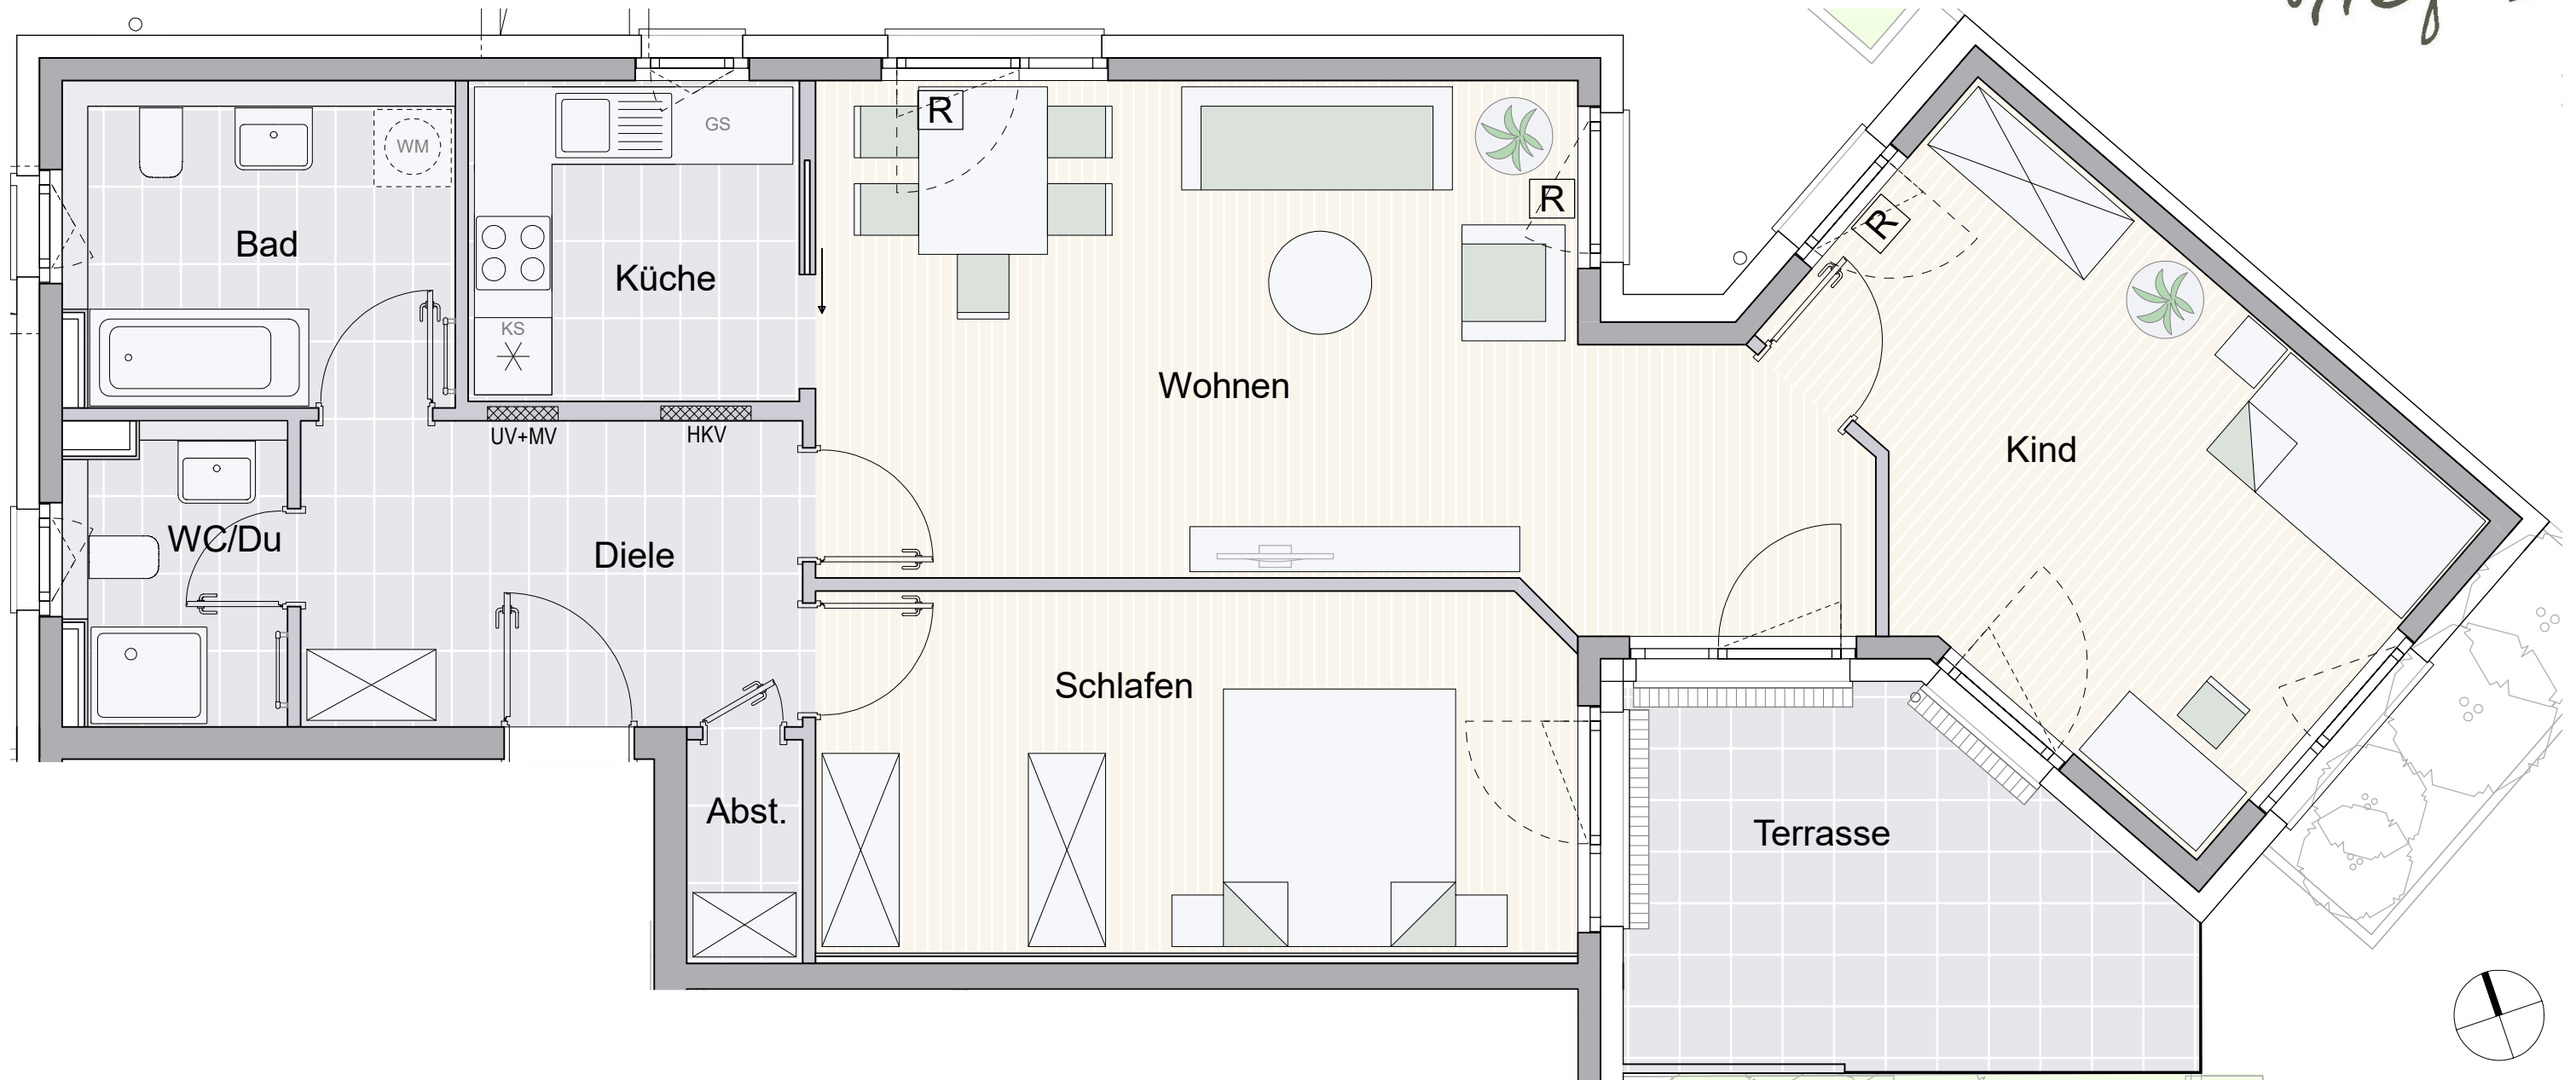 R
GS
WM
R
R
Bad
Küche
KS
Wohnen
UV+MV
HKV
Kind
WC/Du
Diele
Schlafen
Abst.
Terrasse